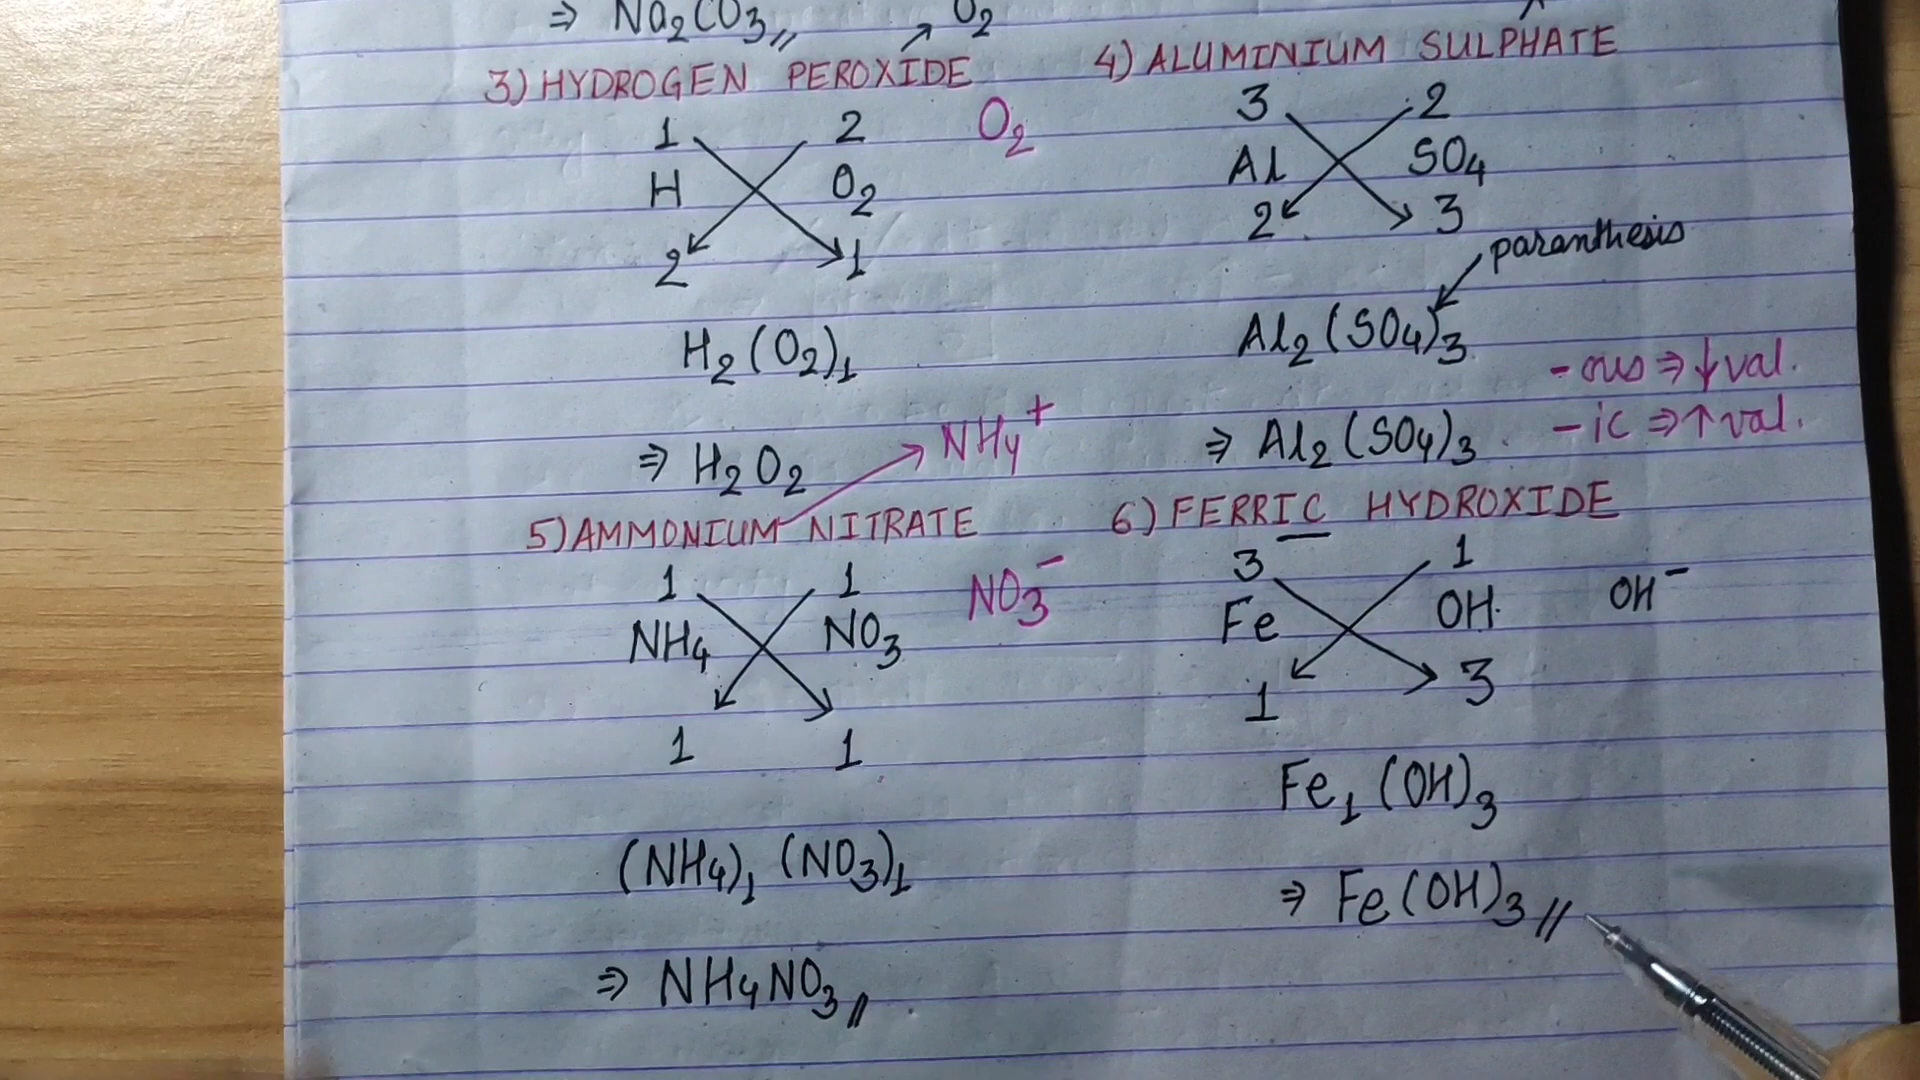 ⇒ Na₂CO₃,, ↗ O₂
3) HYDROGEN PEROXIDE
1 2 O₂
H O₂
2 1
H₂(O₂)₁
⇒ H₂O₂
4) ALUMINIUM SULPHATE
3 2
Al SO₄
2 3
paranthesis
Al₂(SO₄)₃
⇒ Al₂(SO₄)₃
-ous ⇒ ↓ val.
-ic ⇒ ↑ val.
NH₄⁺
5) AMMONIUM NITRATE
1 1
NH₄ NO₃ NO₃⁻
1 1
(NH₄)₁ (NO₃)₁
⇒ NH₄NO₃,,
6) FERRIC HYDROXIDE
3 1
Fe OH OH⁻
1 3
Fe₁(OH)₃
⇒ Fe(OH)₃,,